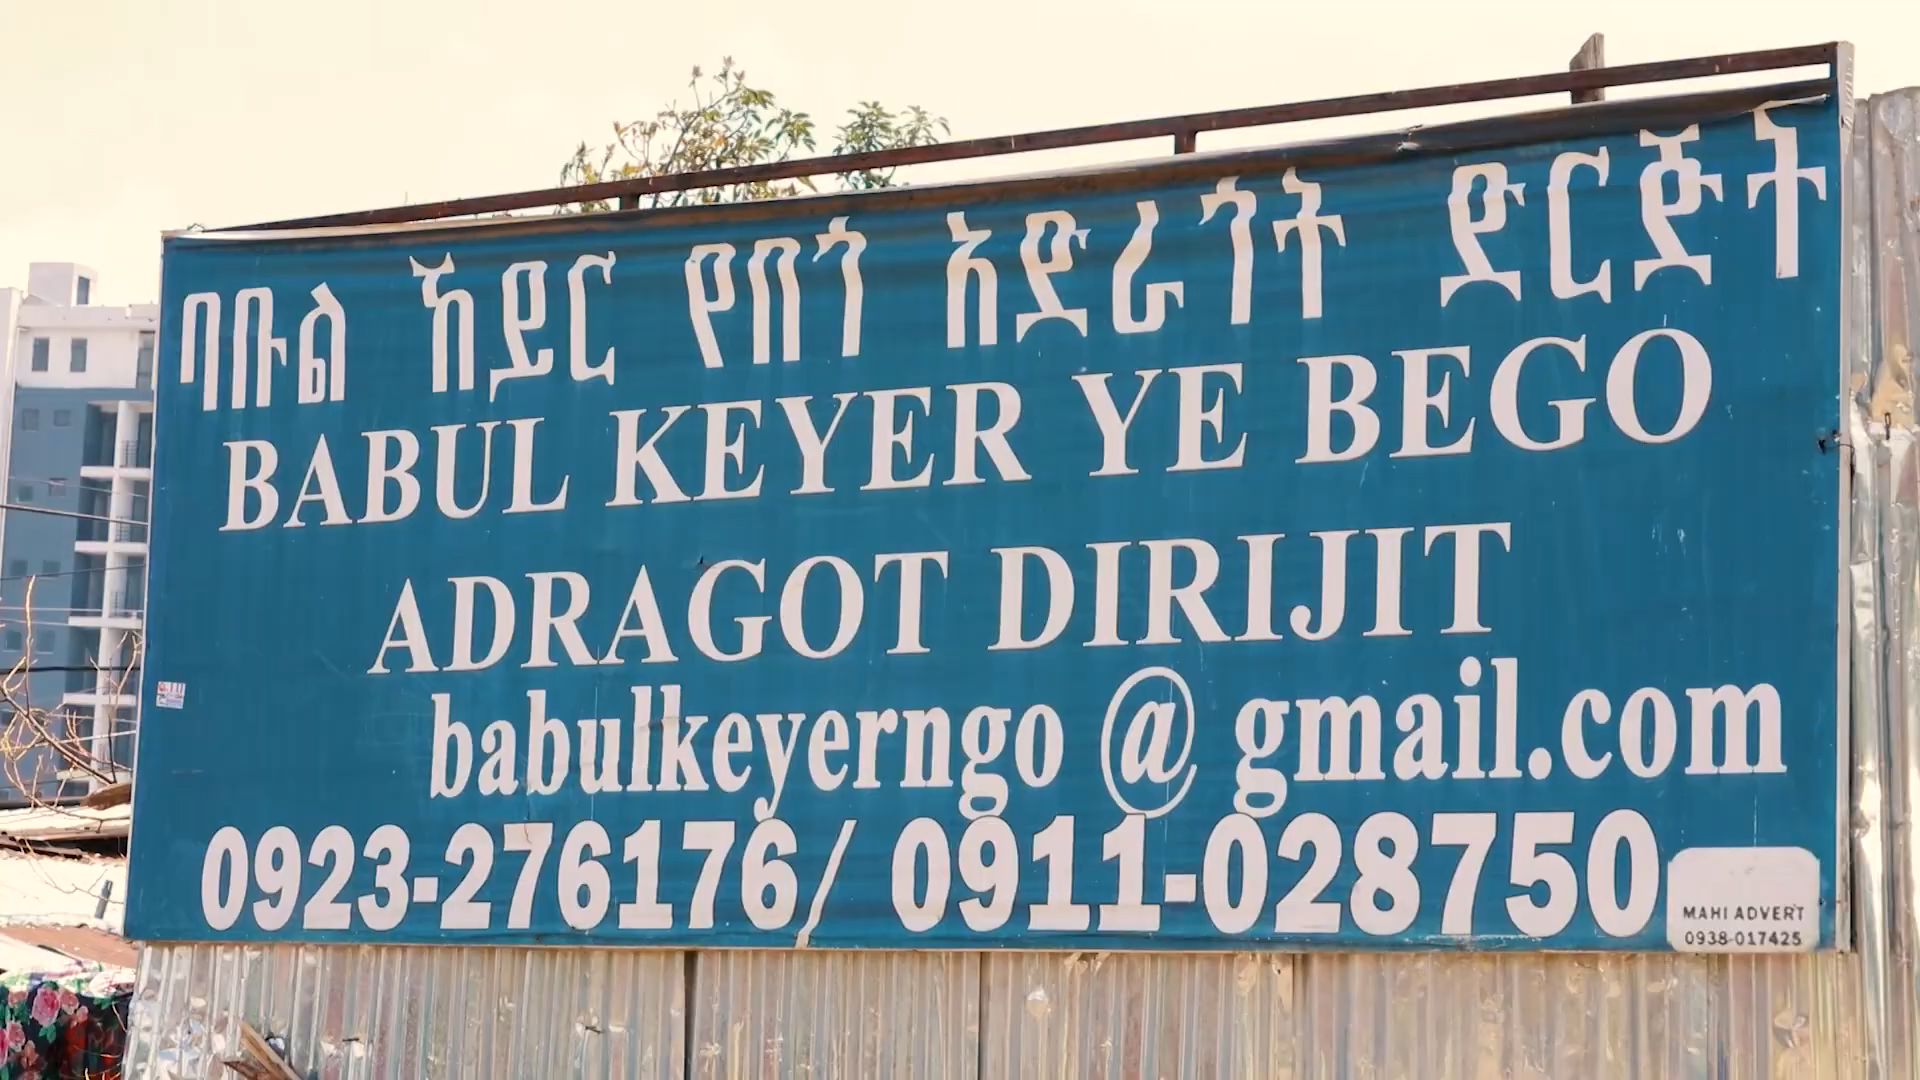 ባቡል ኸይር የበጎ አድራጎት ድርጅት
BABUL KEYER YE BEGO
ADRAGOT DIRIJIT
babulkeyerngo @ gmail.com
0923-276176/ 0911-028750
MAHI ADVERT
0938-017425